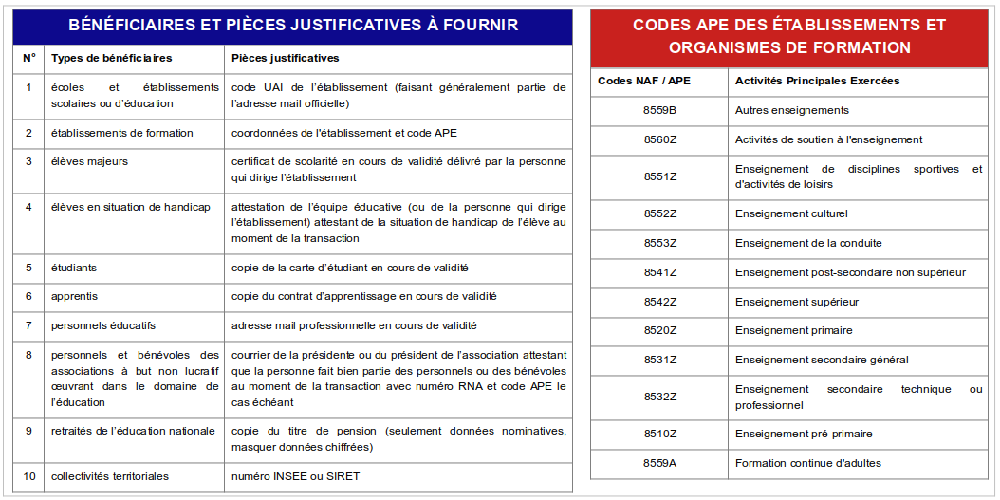 BÉNÉFICIAIRES ET PIÈCES JUSTIFICATIVES À FOURNIR
N° Types de bénéficiaires Pièces justificatives
1 écoles et établissements scolaires ou d’éducation code UAI de l’établissement (faisant généralement partie de l’adresse mail officielle)
2 établissements de formation coordonnées de l'établissement et code APE
3 élèves majeurs certificat de scolarité en cours de validité délivré par la personne qui dirige l’établissement
4 élèves en situation de handicap attestation de l’équipe éducative (ou de la personne qui dirige l’établissement) attestant de la situation de handicap de l’élève au moment de la transaction
5 étudiants copie de la carte d’étudiant en cours de validité
6 apprentis copie du contrat d’apprentissage en cours de validité
7 personnels éducatifs adresse mail professionnelle en cours de validité
8 personnels et bénévoles des associations à but non lucratif œuvrant dans le domaine de l’éducation courrier de la présidente ou du président de l’association attestant que la personne fait bien partie des personnels ou des bénévoles au moment de la transaction avec numéro RNA et code APE le cas échéant
9 retraités de l’éducation nationale copie du titre de pension (seulement données nominatives, masquer données chiffrées)
10 collectivités territoriales numéro INSEE ou SIRET
CODES APE DES ÉTABLISSEMENTS ET
ORGANISMES DE FORMATION
Codes NAF / APE Activités Principales Exercées
8559B Autres enseignements
8560Z Activités de soutien à l'enseignement
8551Z Enseignement de disciplines sportives et d'activités de loisirs
8552Z Enseignement culturel
8553Z Enseignement de la conduite
8541Z Enseignement post-secondaire non supérieur
8542Z Enseignement supérieur
8520Z Enseignement primaire
8531Z Enseignement secondaire général
8532Z Enseignement secondaire technique ou professionnel
8510Z Enseignement pré-primaire
8559A Formation continue d'adultes